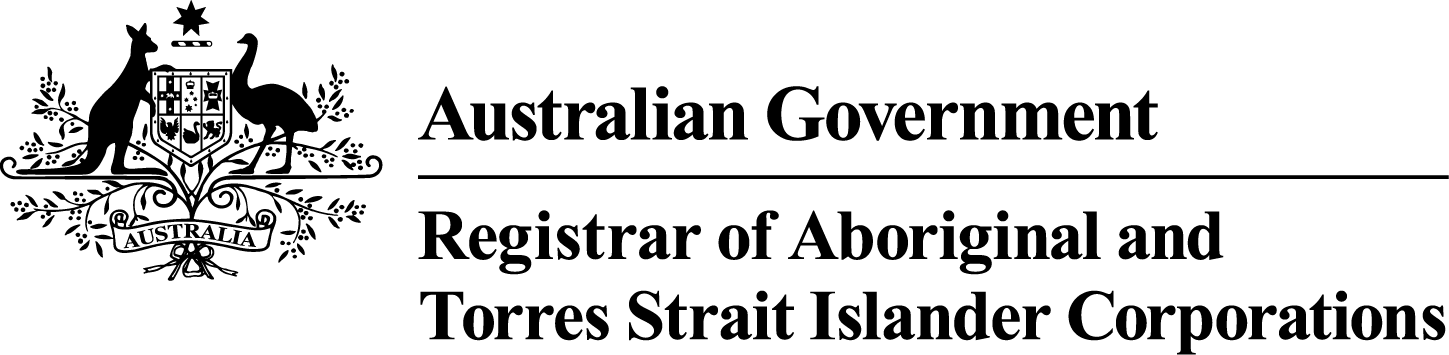 AUSTRALIA
Australian Government
Registrar of Aboriginal and
Torres Strait Islander Corporations